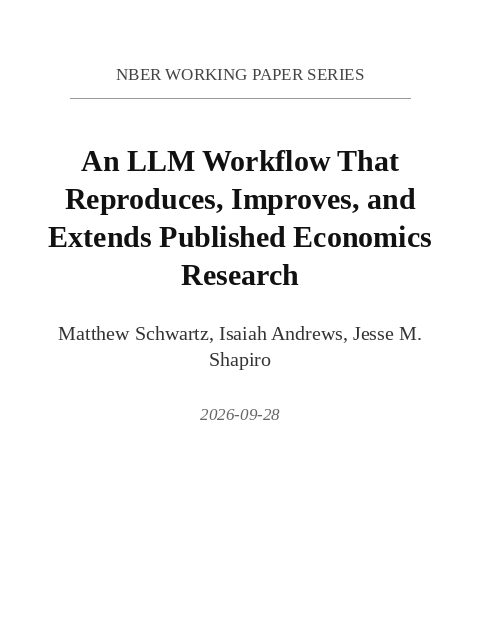 NBER WORKING PAPER SERIES
An LLM Workflow That
Reproduces, Improves, and
Extends Published Economics
Research
Matthew Schwartz, Isaiah Andrews, Jesse M.
Shapiro
2026-09-28